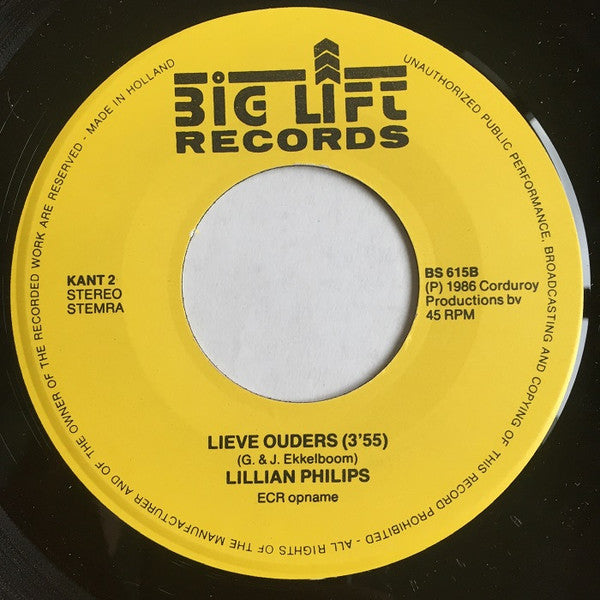 BIG LIFT
RECORDS
UNAUTHORIZED PUBLIC PERFORMANCE, BROADCASTING AND COPYING OF THIS RECORD PROHIBITED - ALL RIGHTS OF THE MANUFACTURER AND OF THE OWNER OF THE RECORDED WORK ARE RESERVED - MADE IN HOLLAND
KANT 2
STEREO
STEMRA
BS 615B
(P) 1986 Corduroy
Productions bv
45 RPM
LIEVE OUDERS (3'55)
(G. & J. Ekkelboom)
LILLIAN PHILIPS
ECR opname